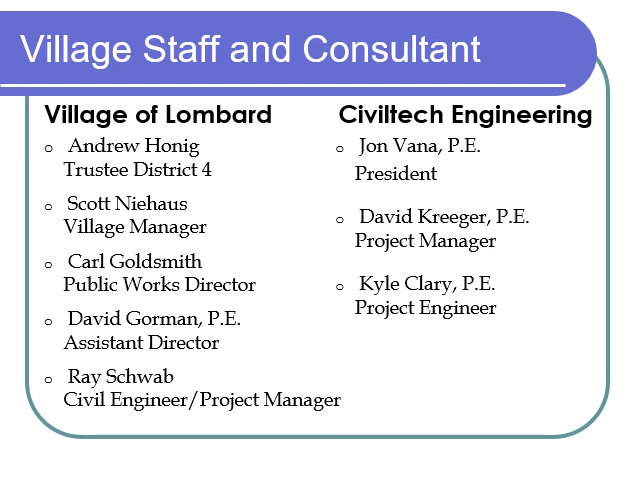 Village Staff and Consultant
Village of Lombard
o Andrew Honig
Trustee District 4
o Scott Niehaus
Village Manager
o Carl Goldsmith
Public Works Director
o David Gorman, P.E.
Assistant Director
o Ray Schwab
Civil Engineer/Project Manager
Civiltech Engineering
o Jon Vana, P.E.
President
o David Kreeger, P.E.
Project Manager
o Kyle Clary, P.E.
Project Engineer